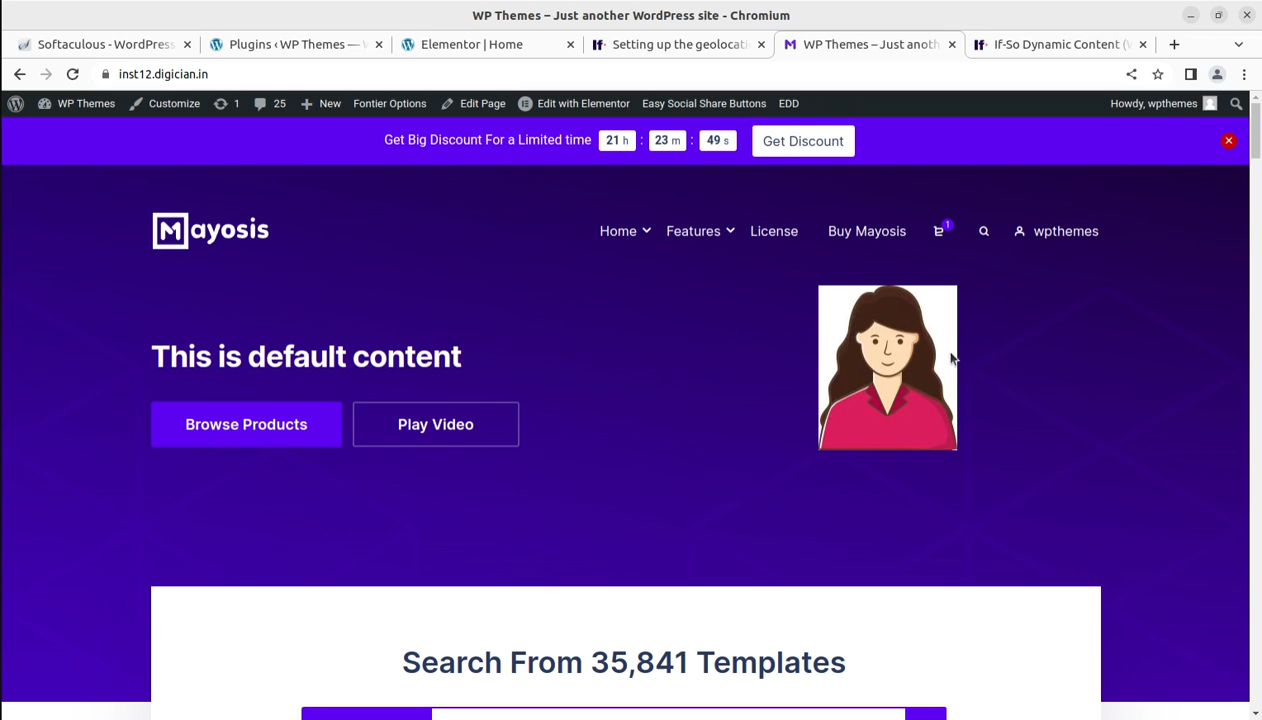 WP Themes – Just another WordPress site - Chromium
Softaculous - WordPress
Plugins ‹ WP Themes —
Elementor | Home
Setting up the geolocati
WP Themes – Just anoth
If-So Dynamic Content (
inst12.digician.in
WP Themes Customize 1 25 New Fontier Options Edit Page Edit with Elementor Easy Social Share Buttons EDD Howdy, wpthemes
Get Big Discount For a Limited time 21 h : 23 m : 49 s Get Discount
Mayosis
Home Features License Buy Mayosis 1 wpthemes
This is default content
Browse Products Play Video
Search From 35,841 Templates